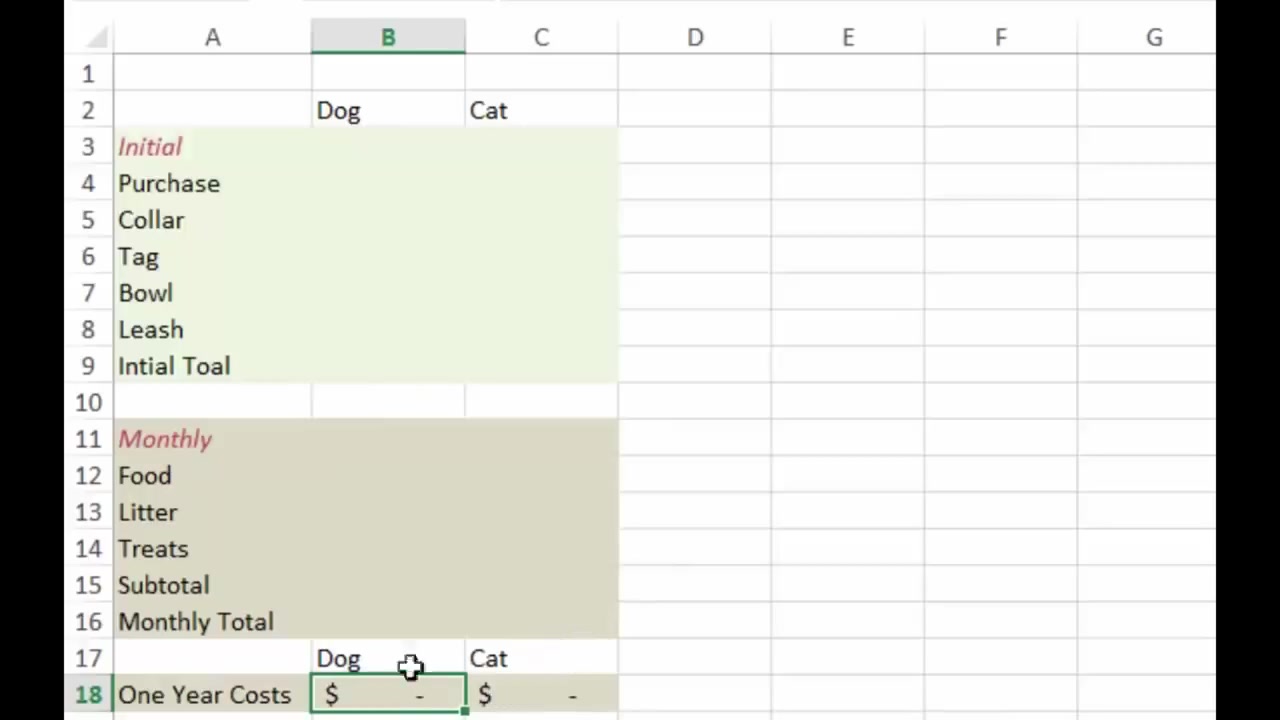 A B C D E F G
1
2 Dog Cat
3 Initial
4 Purchase
5 Collar
6 Tag
7 Bowl
8 Leash
9 Intial Toal
10
11 Monthly
12 Food
13 Litter
14 Treats
15 Subtotal
16 Monthly Total
17 Dog Cat
18 One Year Costs $ - $ -